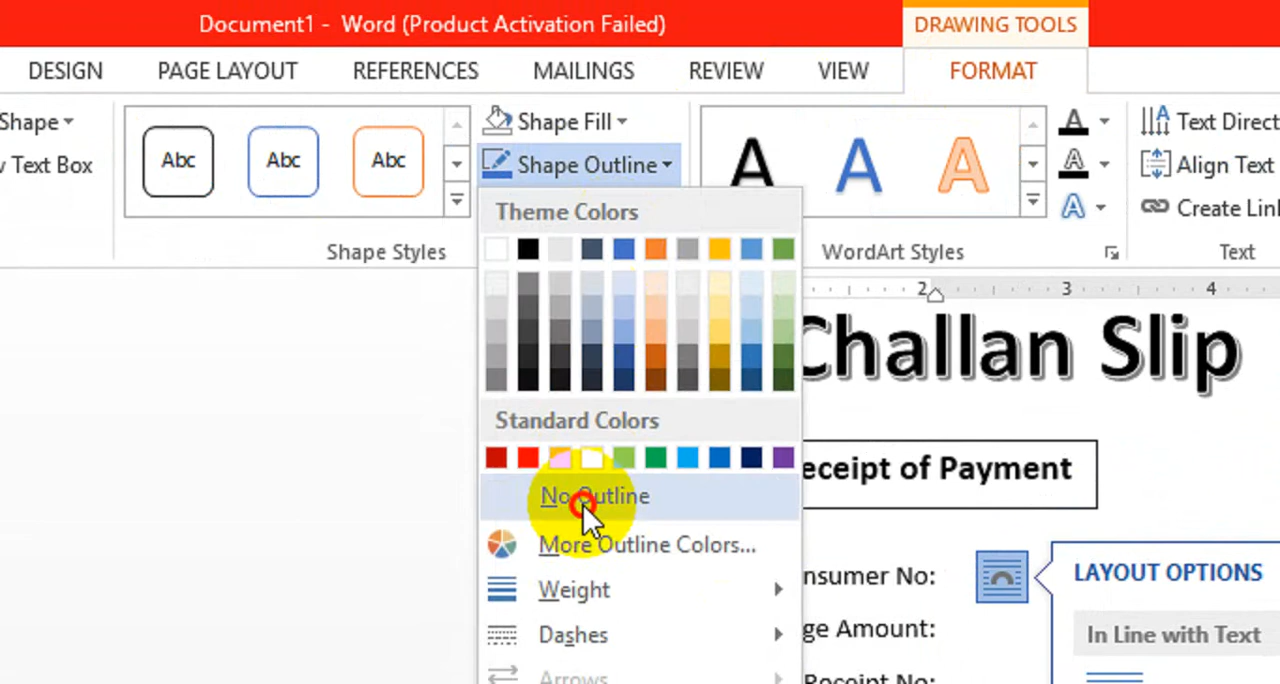 Document1 - Word (Product Activation Failed)
DRAWING TOOLS
DESIGN PAGE LAYOUT REFERENCES MAILINGS REVIEW VIEW FORMAT
Shape
Text Box
Abc Abc Abc
Shape Styles
Shape Fill
Shape Outline
A A A
WordArt Styles
A
A
A
Text Direct
Align Text
Create Lin
Text
Theme Colors
Standard Colors
No Outline
More Outline Colors...
Weight
Dashes
Arrows
2 3 4
Challan Slip
eceipt of Payment
nsumer No:
ge Amount:
Receipt No:
LAYOUT OPTIONS
In Line with Text